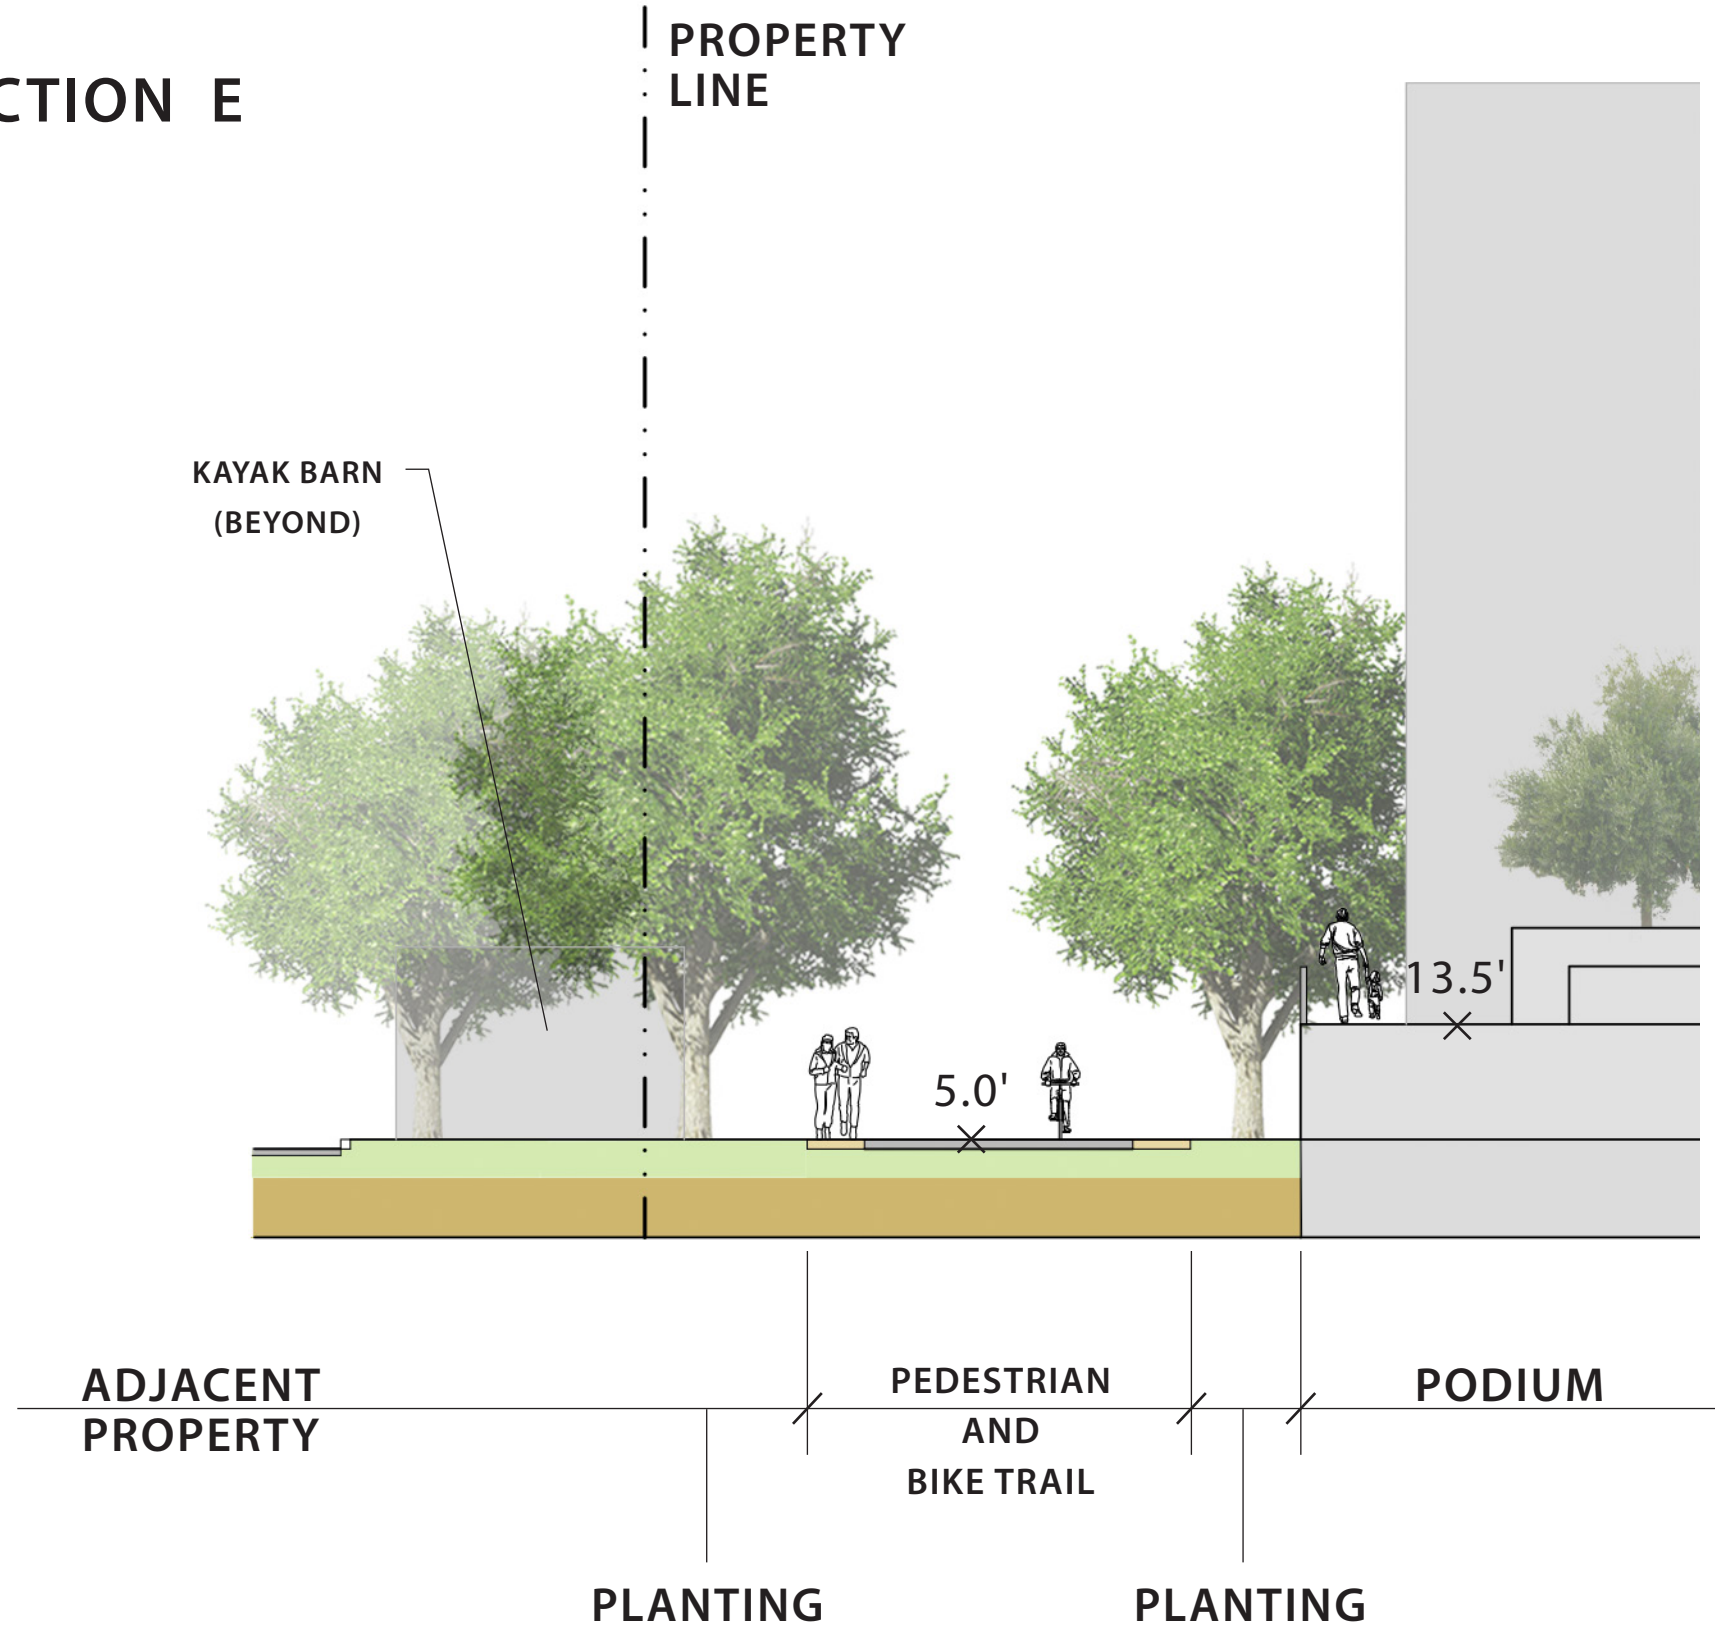 CTION E
PROPERTY
LINE
KAYAK BARN
(BEYOND)
13.5'
5.0'
ADJACENT
PROPERTY
PEDESTRIAN
AND
BIKE TRAIL
PODIUM
PLANTING
PLANTING